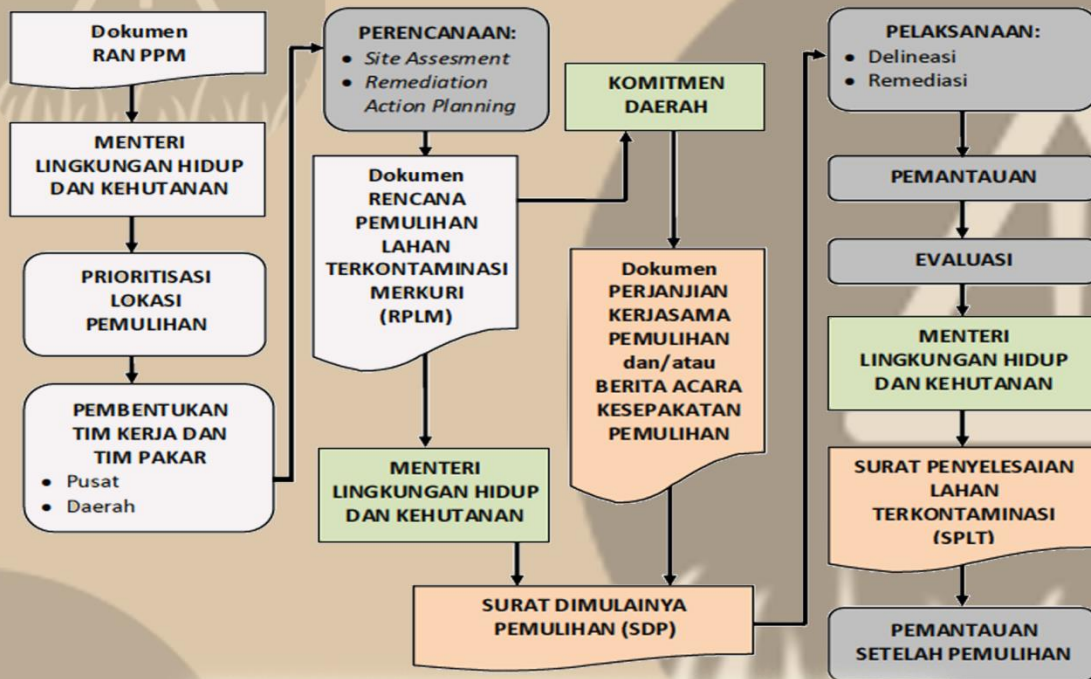 Dokumen
RAN PPM
MENTERI
LINGKUNGAN HIDUP
DAN KEHUTANAN
PRIORITISASI
LOKASI
PEMULIHAN
PEMBENTUKAN
TIM KERJA DAN
TIM PAKAR
• Pusat
• Daerah
PERENCANAAN:
• Site Assesment
• Remediation
Action Planning
Dokumen
RENCANA
PEMULIHAN
LAHAN
TERKONTAMINASI
MERKURI
(RPLM)
MENTERI
LINGKUNGAN HIDUP
DAN KEHUTANAN
KOMITMEN
DAERAH
Dokumen
PERJANJIAN
KERJASAMA
PEMULIHAN
dan/atau
BERITA ACARA
KESEPAKATAN
PEMULIHAN
SURAT DIMULAINYA
PEMULIHAN (SDP)
PELAKSANAAN:
• Delineasi
• Remediasi
PEMANTAUAN
EVALUASI
MENTERI
LINGKUNGAN HIDUP
DAN KEHUTANAN
SURAT PENYELESAIAN
LAHAN
TERKONTAMINASI
(SPLT)
PEMANTAUAN
SETELAH PEMULIHAN